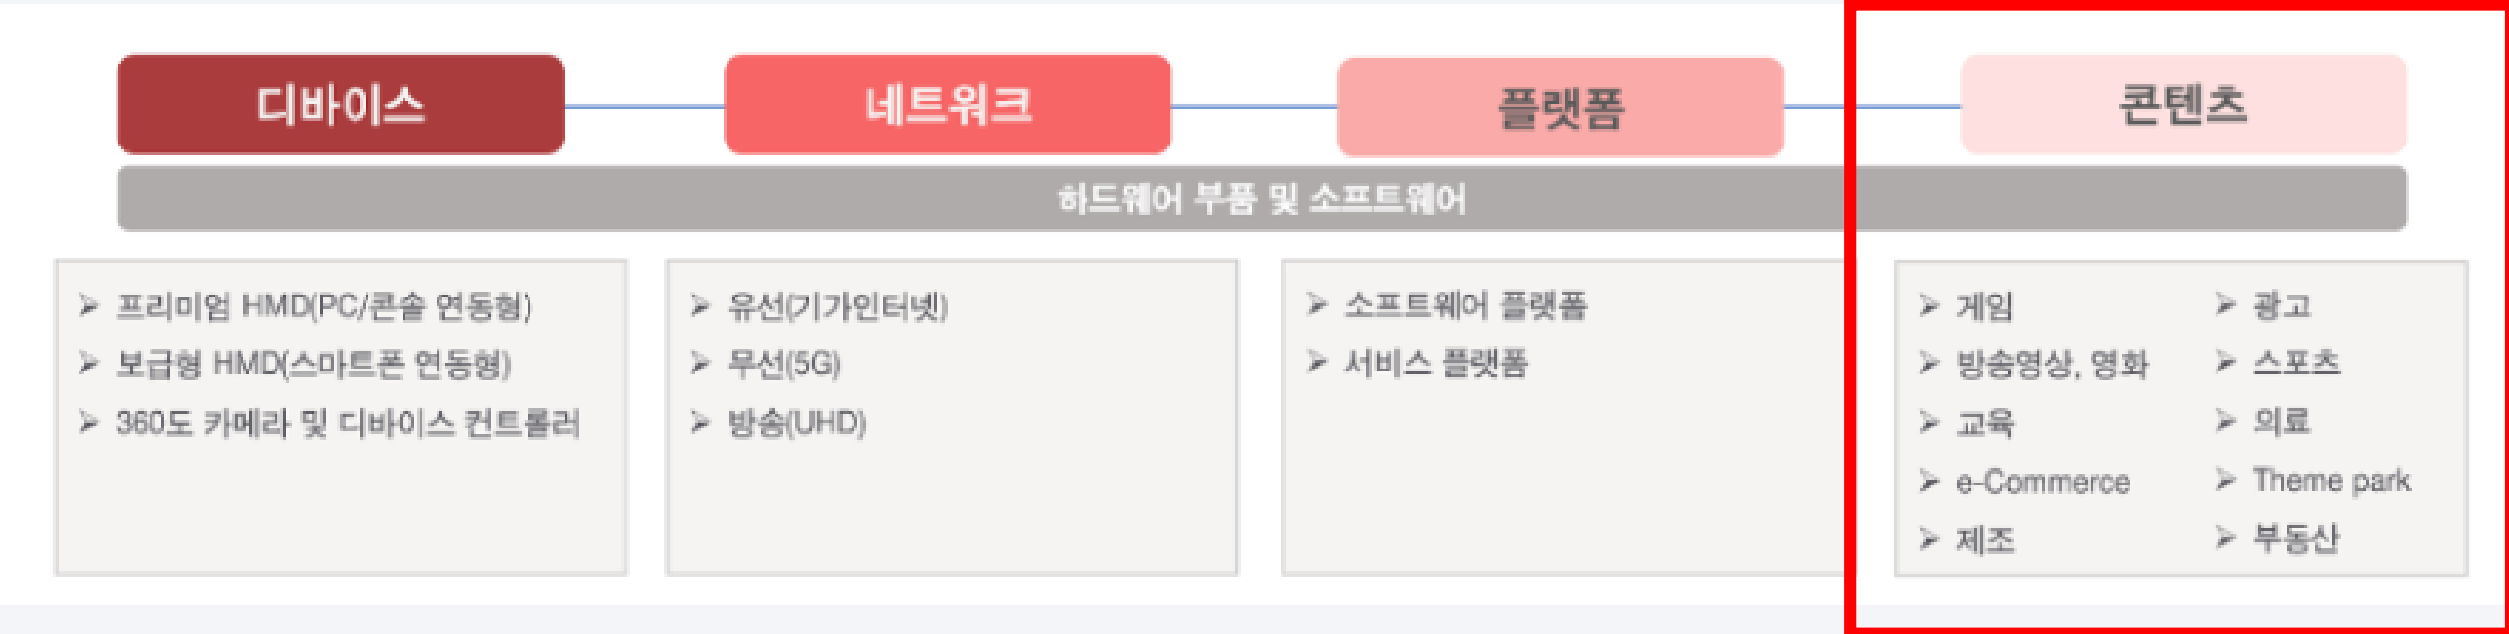 디바이스
네트워크
플랫폼
콘텐츠
하드웨어 부품 및 소프트웨어
➢ 프리미엄 HMD(PC/콘솔 연동형)
➢ 보급형 HMD(스마트폰 연동형)
➢ 360도 카메라 및 디바이스 컨트롤러
➢ 유선(기가인터넷)
➢ 무선(5G)
➢ 방송(UHD)
➢ 소프트웨어 플랫폼
➢ 서비스 플랫폼
➢ 게임
➢ 방송영상, 영화
➢ 교육
➢ e-Commerce
➢ 제조
➢ 광고
➢ 스포츠
➢ 의료
➢ Theme park
➢ 부동산